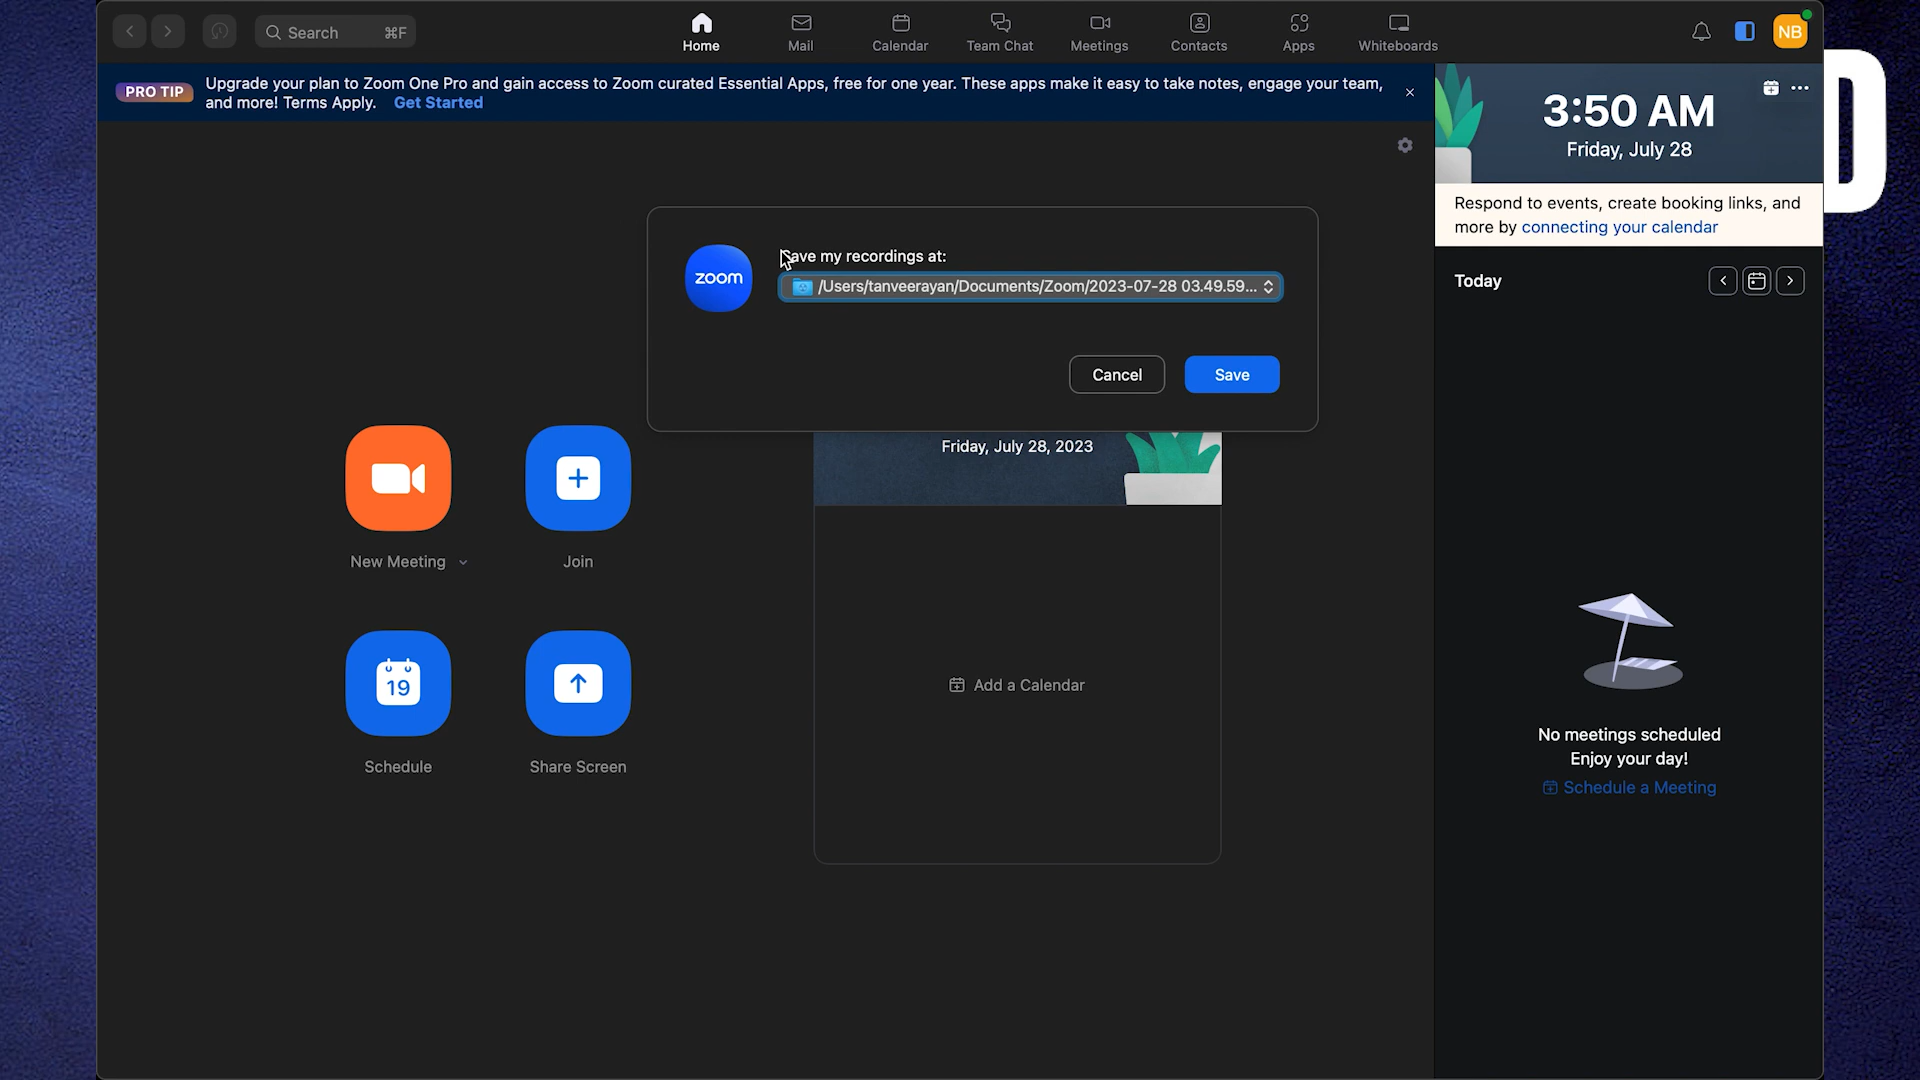 Search ⌘F
Home
Mail
Calendar
Team Chat
Meetings
Contacts
Apps
Whiteboards
NB
PRO TIP
Upgrade your plan to Zoom One Pro and gain access to Zoom curated Essential Apps, free for one year. These apps make it easy to take notes, engage your team,
and more! Terms Apply. Get Started
3:50 AM
Friday, July 28
Respond to events, create booking links, and
more by connecting your calendar
Today
zoom
Save my recordings at:
/Users/tanveerayan/Documents/Zoom/2023-07-28 03.49.59...
Cancel
Save
Friday, July 28, 2023
New Meeting
Join
19
Schedule
Share Screen
Add a Calendar
No meetings scheduled
Enjoy your day!
Schedule a Meeting